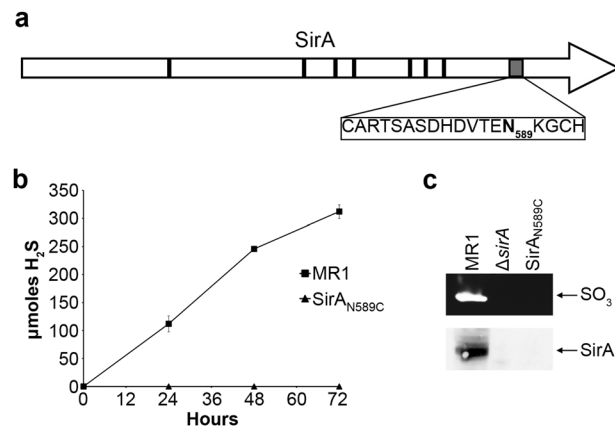 a
SirA
CARTSASDHDVTEN589KGCH
b
µmoles H2S
350
300
250
200
150
100
50
0
MR1
SirAN589C
0 12 24 36 48 60 72
Hours
c
MR1 ΔsirA SirAN589C
SO3
SirA